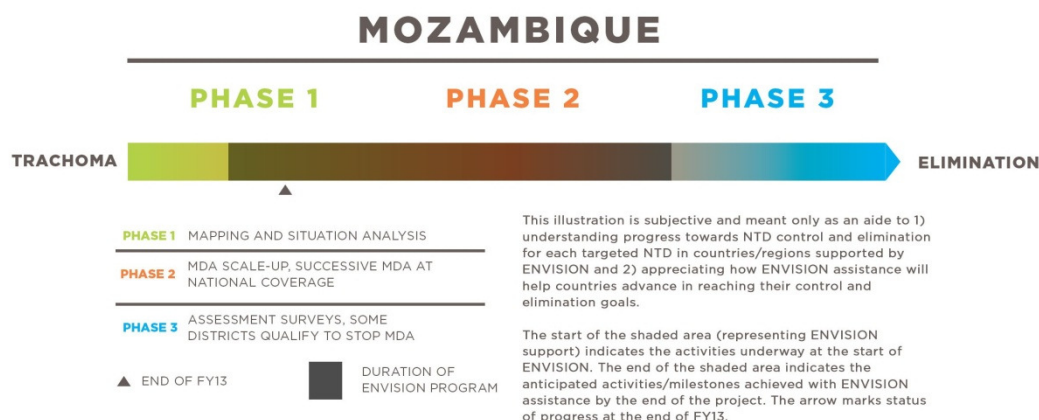 MOZAMBIQUE
PHASE 1
PHASE 2
PHASE 3
TRACHOMA
ELIMINATION
PHASE 1 MAPPING AND SITUATION ANALYSIS
PHASE 2 MDA SCALE-UP, SUCCESSIVE MDA AT
NATIONAL COVERAGE
PHASE 3 ASSESSMENT SURVEYS, SOME
DISTRICTS QUALIFY TO STOP MDA
END OF FY13
DURATION OF
ENVISION PROGRAM
This illustration is subjective and meant only as an aide to 1)
understanding progress towards NTD control and elimination
for each targeted NTD in countries/regions supported by
ENVISION and 2) appreciating how ENVISION assistance will
help countries advance in reaching their control and
elimination goals.
The start of the shaded area (representing ENVISION
support) indicates the activities underway at the start of
ENVISION. The end of the shaded area indicates the
anticipated activities/milestones achieved with ENVISION
assistance by the end of the project. The arrow marks status
of progress at the end of FY13.